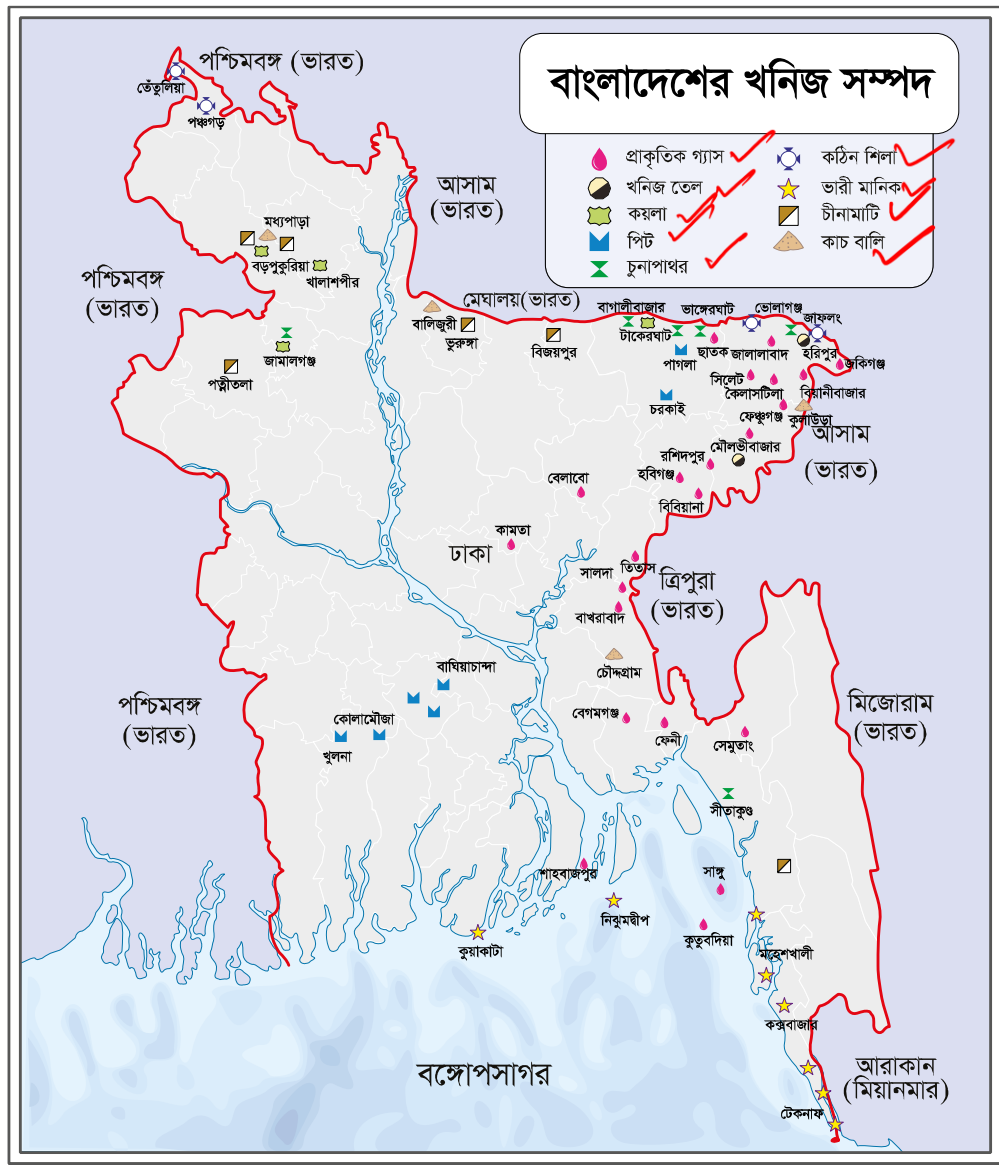 বাংলাদেশের খনিজ সম্পদ
প্রাকৃতিক গ্যাস
কঠিন শিলা
খনিজ তেল
ভারী মানিক
কয়লা
চীনামাটি
পিট
কাচ বালি
চুনাপাথর
পশ্চিমবঙ্গ (ভারত)
তেঁতুলিয়া
পঞ্চগড়
আসাম
(ভারত)
মধ্যপাড়া
বড়পুকুরিয়া
খালাশপীর
পশ্চিমবঙ্গ
(ভারত)
মেঘালয়(ভারত)
বালিজুরী
ভুরুঙ্গা
বিজয়পুর
বাগালীবাজার
ভাঙ্গেরঘাট
ভোলাগঞ্জ
জাফলং
টাকেরঘাট
ছাতক
জালালাবাদ
হরিপুর
জকিগঞ্জ
পাগলা
জামালগঞ্জ
পত্নীতলা
সিলেট
কৈলাসটিলা
বিয়ানীবাজার
চরকাই
ফেঞ্চুগঞ্জ
কুলাউড়া
আসাম
(ভারত)
মৌলভীবাজার
রশিদপুর
হবিগঞ্জ
বিবিয়ানা
বেলাবো
কামতা
ঢাকা
তিতাস
সালদা
ত্রিপুরা
(ভারত)
বাখরাবাদ
চৌদ্দগ্রাম
বাঘিয়াচান্দা
পশ্চিমবঙ্গ
(ভারত)
মিজোরাম
(ভারত)
কোলামৌজা
খুলনা
বেগমগঞ্জ
ফেনী
সেমুতাং
সীতাকুণ্ড
শাহবাজপুর
সাঙ্গু
নিঝুমদ্বীপ
কুতুবদিয়া
কুয়াকাটা
মহেশখালী
কক্সবাজার
বঙ্গোপসাগর
আরাকান
(মিয়ানমার)
টেকনাফ